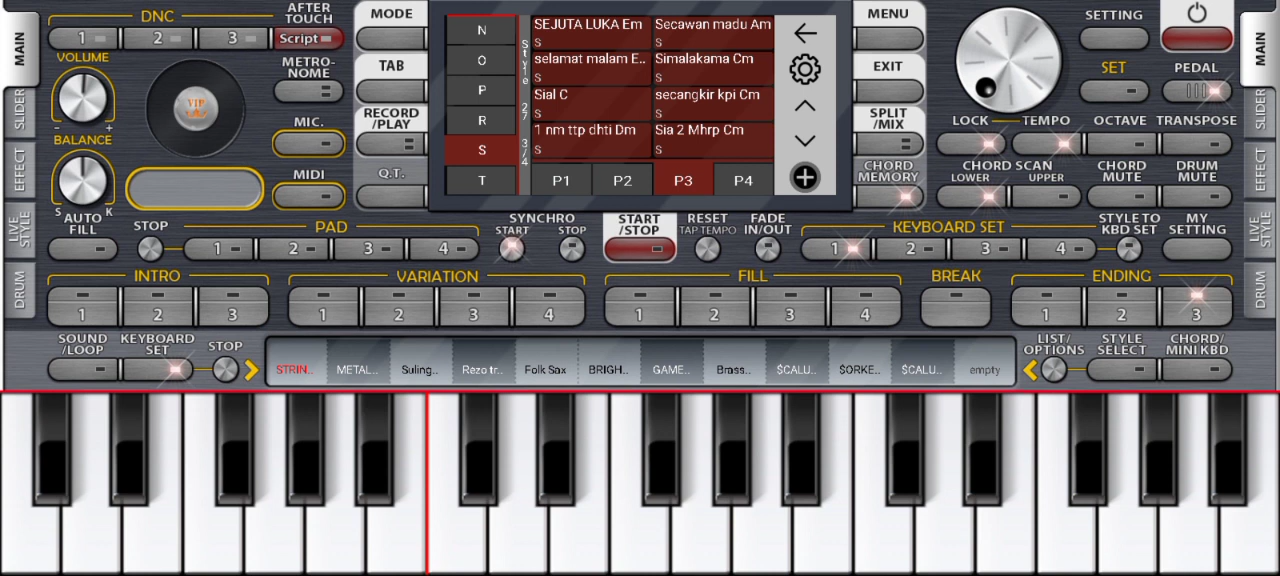 MAIN
SLIDER
EFFECT
LIVE
STYLE
DRUM
DNC
1
2
3
AFTER
TOUCH
Script
VOLUME
- +
BALANCE
S K
METRO-
NOME
MIC.
MIDI
MODE
TAB
RECORD
/PLAY
Q.T.
N
O
P
R
S
T
Style 27 3/4
SEJUTA LUKA Em
S
Secawan madu Am
S
selamat malam E..
S
Simalakama Cm
S
Sial C
S
secangkir kpi Cm
S
1 nm ttp dhti Dm
S
Sia 2 Mhrp Cm
S
P1
P2
P3
P4
MENU
EXIT
SPLIT
/MIX
CHORD
MEMORY
SETTING
SET
PEDAL
LOCK
TEMPO
OCTAVE
TRANSPOSE
CHORD SCAN
LOWER
UPPER
CHORD
MUTE
DRUM
MUTE
MAIN
SLIDER
EFFECT
LIVE
STYLE
DRUM
AUTO
FILL
STOP
PAD
1
2
3
4
SYNCHRO
START
STOP
START
/STOP
RESET
TAP TEMPO
FADE
IN/OUT
KEYBOARD SET
1
2
3
4
STYLE TO
KBD SET
MY
SETTING
INTRO
1
2
3
VARIATION
1
2
3
4
FILL
1
2
3
4
BREAK
ENDING
1
2
3
SOUND
/LOOP
KEYBOARD
SET
STOP
STRIN..
METAL..
Suling..
Rezo tr..
Folk Sax
BRIGH..
GAME..
Brass..
$CALU..
$ORKE..
$CALU..
empty
LIST/
OPTIONS
STYLE
SELECT
CHORD/
MINI KBD